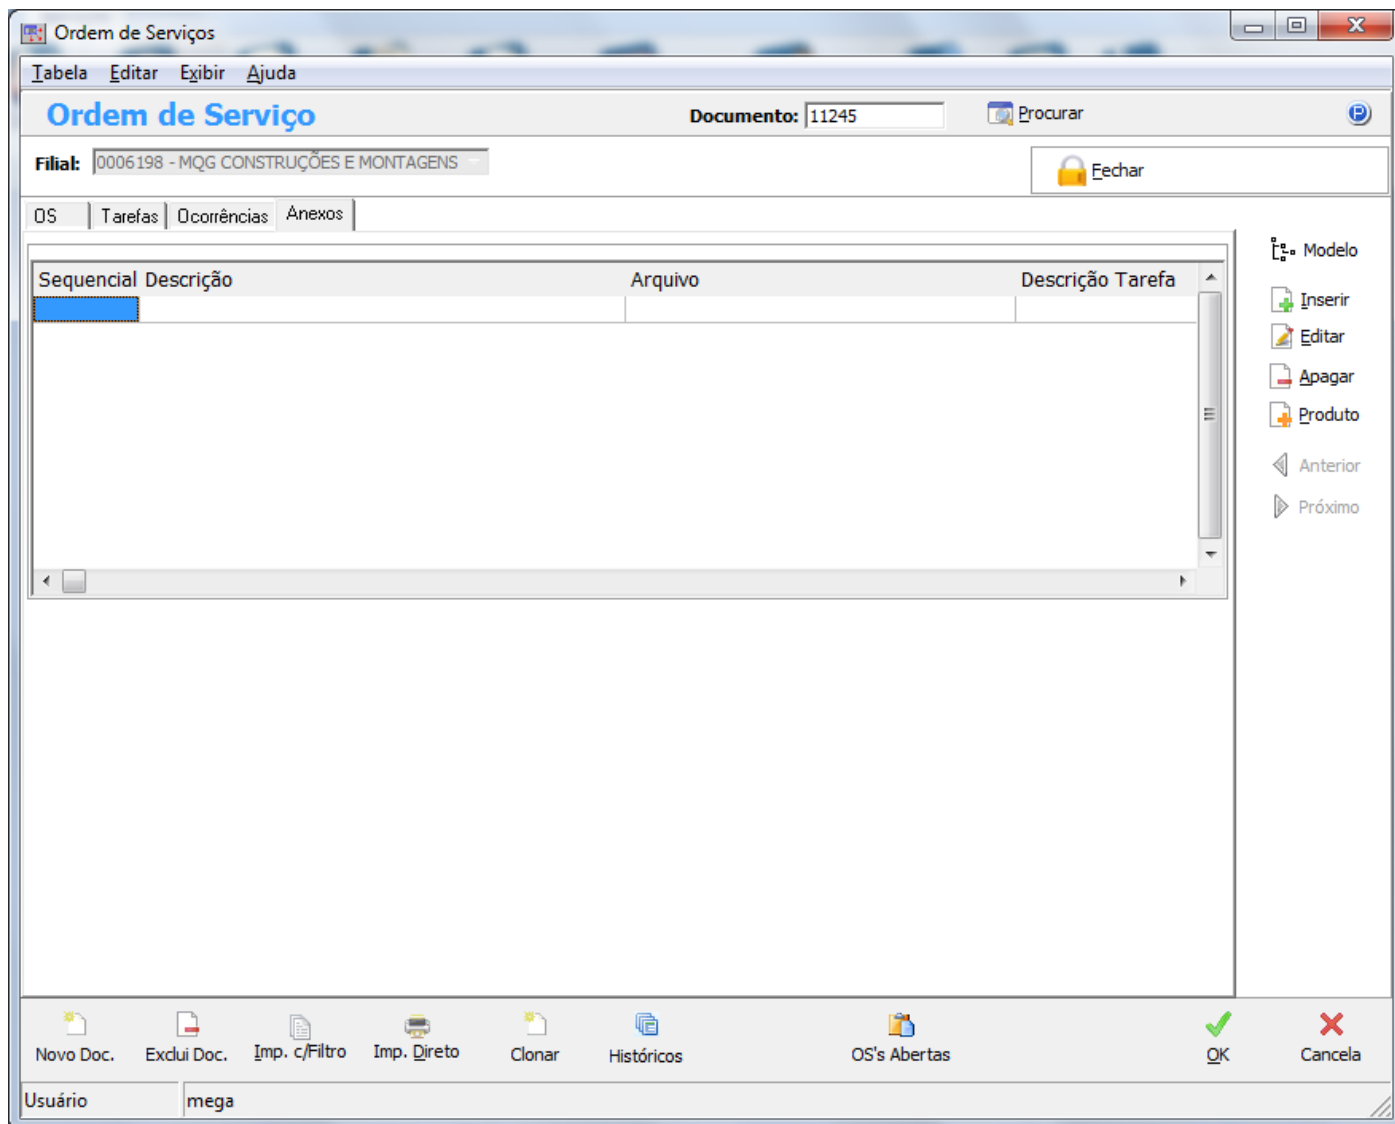 Ordem de Serviços
Tabela Editar Exibir Ajuda
Ordem de Serviço Documento: 11245 Procurar
Filial: 0006198 - MQG CONSTRUÇÕES E MONTAGENS
Fechar
OS Tarefas Ocorrências Anexos
Modelo
Sequencial Descrição Arquivo Descrição Tarefa
Inserir
Editar
Apagar
Produto
Anterior
Próximo
Novo Doc. Exclui Doc. Imp. c/Filtro Imp. Direto Clonar Históricos OS's Abertas OK Cancela
Usuário mega